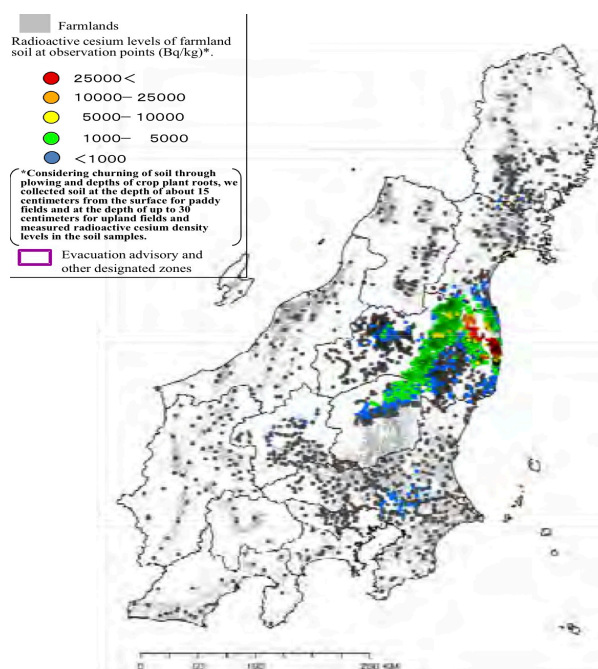 Farmlands
Radioactive cesium levels of farmland
soil at observation points (Bq/kg)*.
25000<
10000– 25000
5000– 10000
1000– 5000
<1000
*Considering churning of soil through
plowing and depths of crop plant roots, we
collected soil at the depth of about 15
centimeters from the surface for paddy
fields and at the depth of up to 30
centimeters for upland fields and
measured radioactive cesium density
levels in the soil samples.
Evacuation advisory and
other designated zones